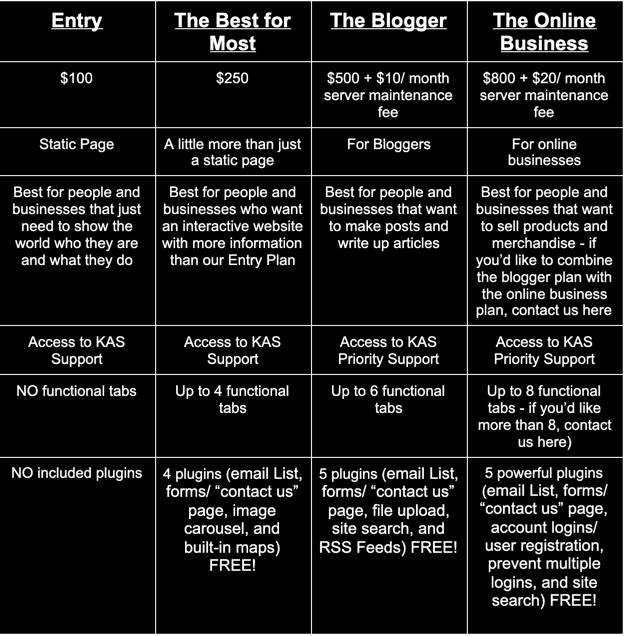 Entry
The Best for
Most
The Blogger
The Online
Business
$100
$250
$500 + $10/ month
server maintenance
fee
$800 + $20/ month
server maintenance
fee
Static Page
A little more than just
a static page
For Bloggers
For online
businesses
Best for people and
businesses that just
need to show the
world who they are
and what they do
Best for people and
businesses who want
an interactive website
with more information
than our Entry Plan
Best for people and
businesses that want
to make posts and
write up articles
Best for people and
businesses that want
to sell products and
merchandise - if
you’d like to combine
the blogger plan with
the online business
plan, contact us here
Access to KAS
Support
Access to KAS
Support
Access to KAS
Priority Support
Access to KAS
Priority Support
NO functional tabs
Up to 4 functional
tabs
Up to 6 functional
tabs
Up to 8 functional
tabs - if you’d like
more than 8, contact
us here)
NO included plugins
4 plugins (email List,
forms/ “contact us”
page, image
carousel, and
built-in maps)
FREE!
5 plugins (email List,
forms/ “contact us”
page, file upload,
site search, and
RSS Feeds) FREE!
5 powerful plugins
(email List, forms/
“contact us” page,
account logins/
user registration,
prevent multiple
logins, and site
search) FREE!